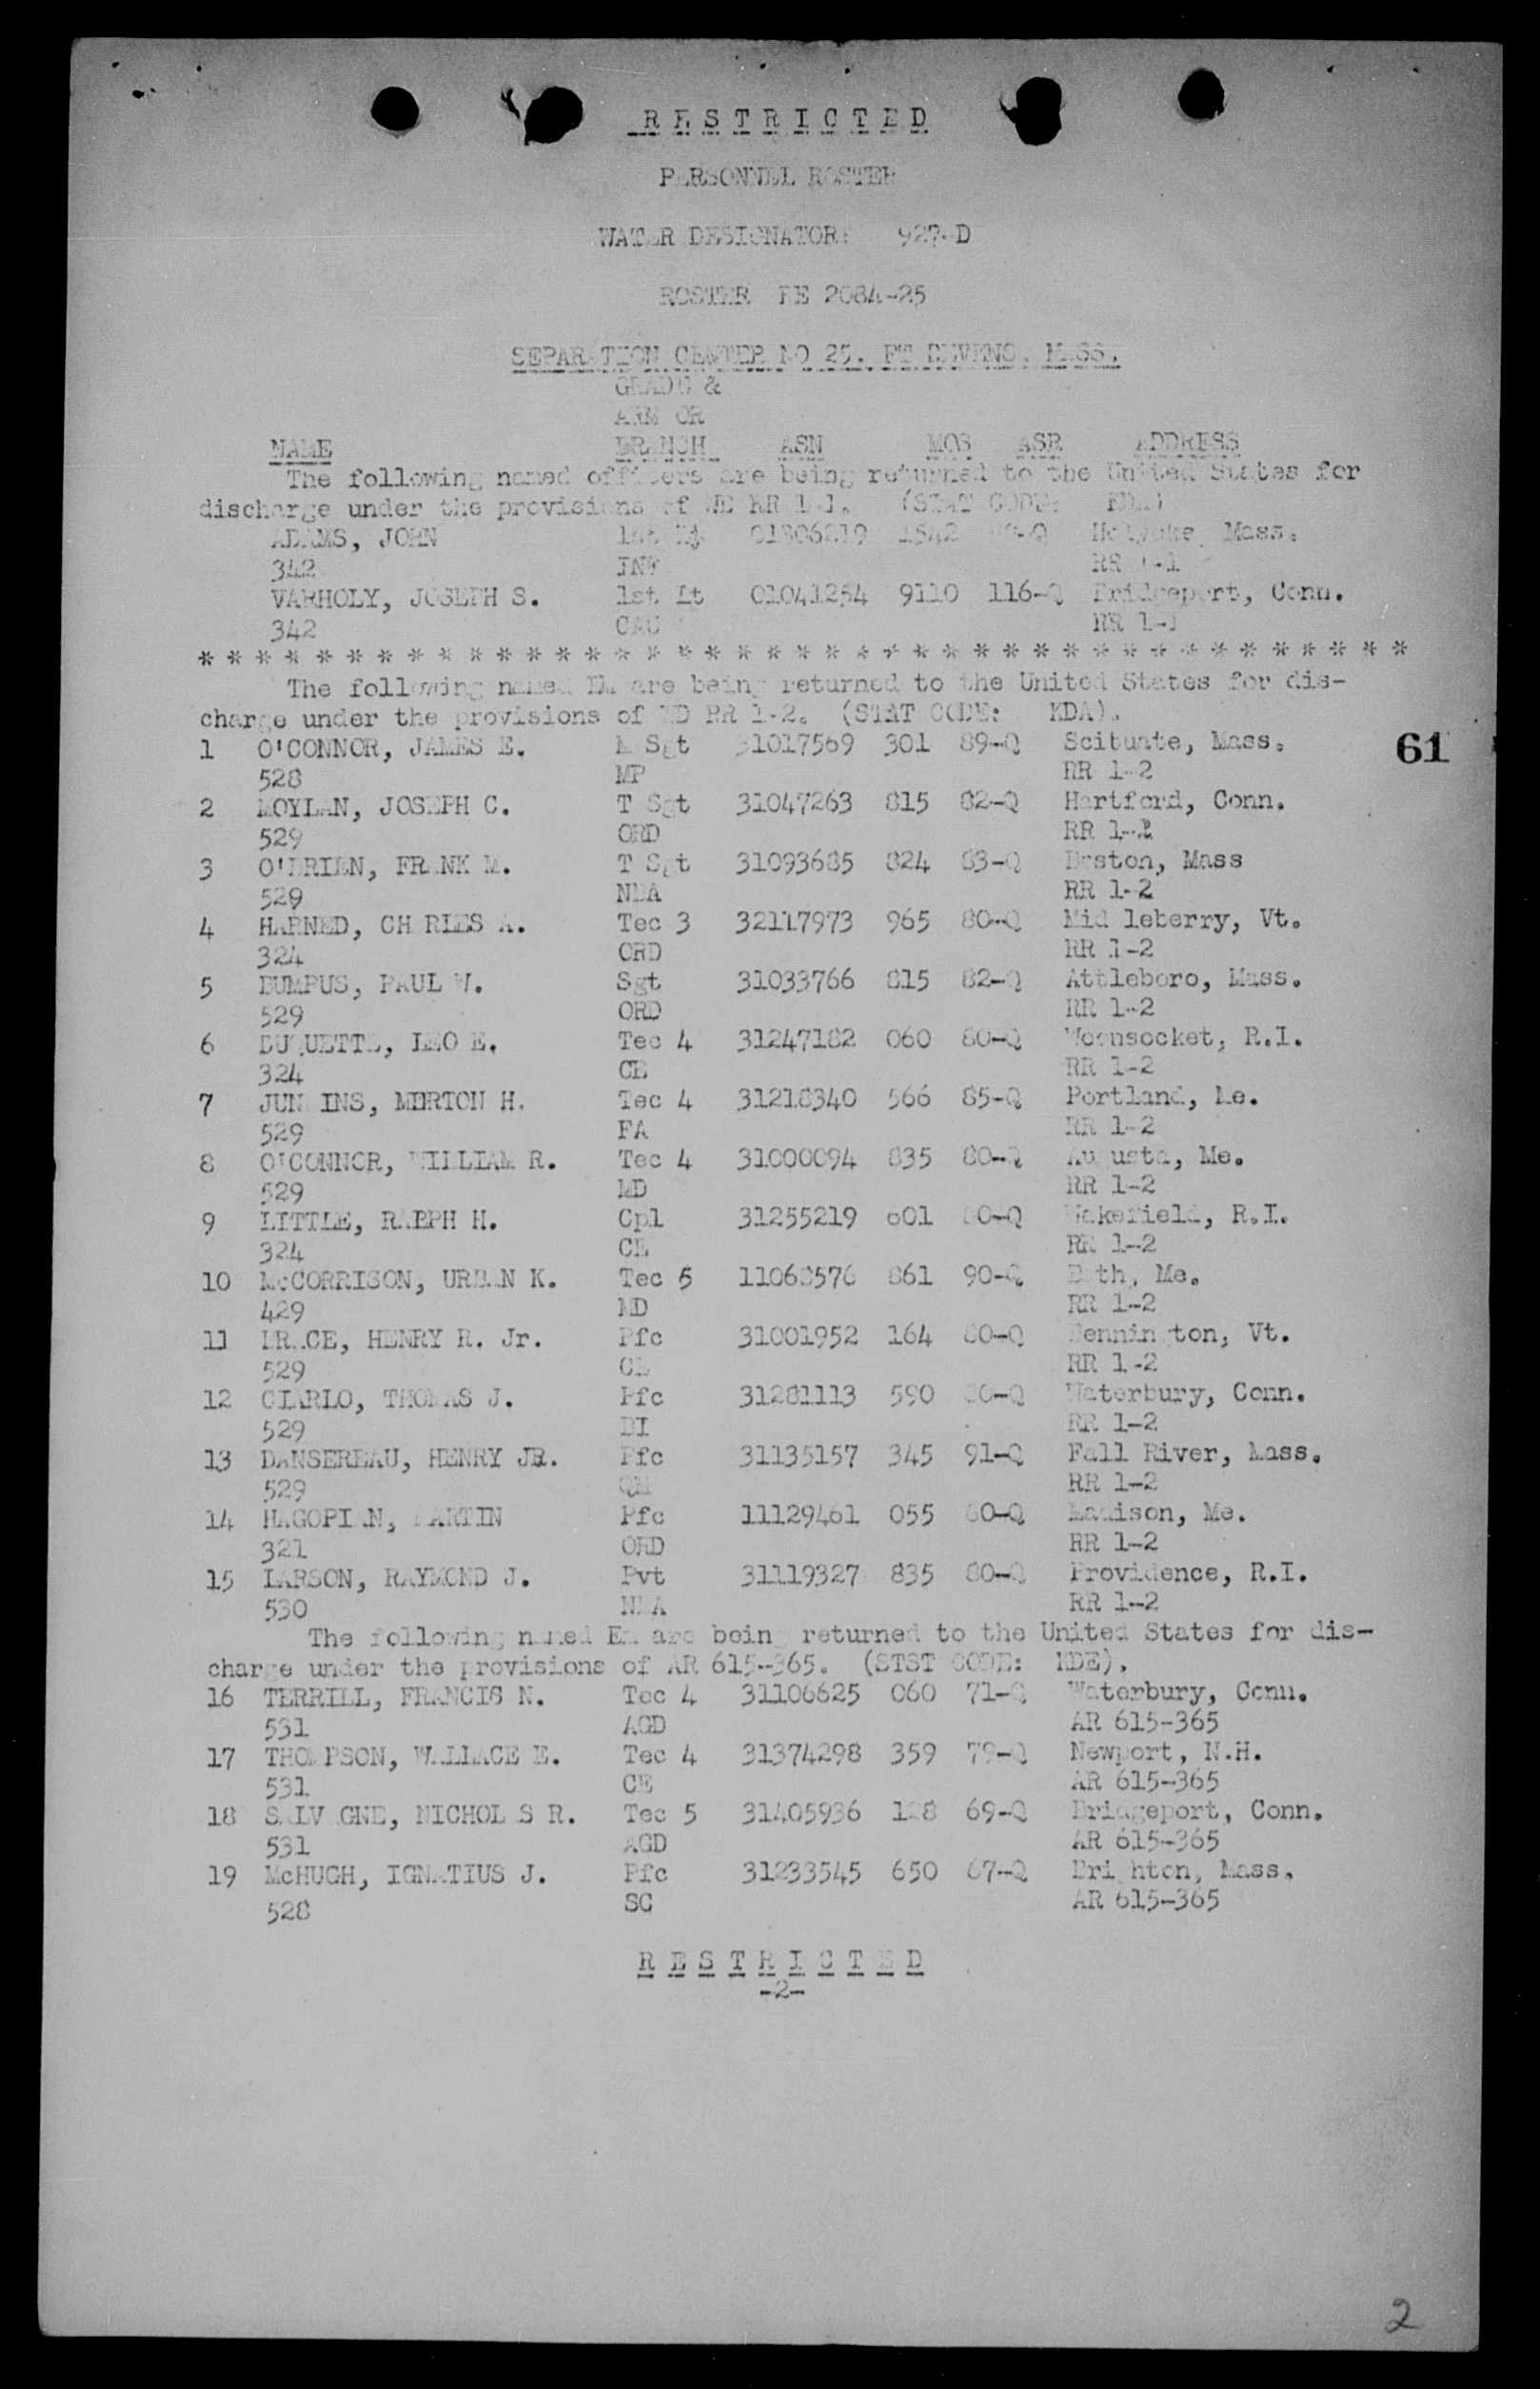 RESTRICTED
PERSONNEL ROSTER
WATER DESIGNATOR: 927-D
ROSTER RE 2084-25
SEPARATION CENTER NO 25. FT DEVENS, MASS.
GRADE &
ARM OR
NAME BRANCH ASN MOS ASR ADDRESS
The following named officers are being returned to the United States for
discharge under the provisions of WD RR 1-1. (STAT CODE:
ADAMS, JOHN 1st Lt 01306219 1542 Holyoke, Mass.
342 INF RR 1-1
VARHOLY, JOSEPH S. 1st Lt 01041254 9110 116-Q Bridgeport, Conn.
342 CAC RR 1-1
* * * * * * * * * * * * * * * * * * * * * * * * * * * * * * * * * * * * * * * * *
The following named EM are being returned to the United States for dis-
charge under the provisions of WD RR 1-2. (STAT CODE: KDA).
1 O'CONNOR, JAMES E. M Sgt 31017569 301 89-Q Scituate, Mass. 61
528 MP RR 1-2
2 MOYLAN, JOSEPH C. T Sgt 31047263 815 82-Q Hartford, Conn.
529 ORD RR 1-2
3 O'BRIEN, FRANK M. T Sgt 31093685 824 83-Q Boston, Mass
529 RR 1-2
4 HARNED, CHARLES A. Tec 3 32117973 965 80-Q Middleberry, Vt.
324 ORD RR 1-2
5 BUMPUS, PAUL W. Sgt 31033766 815 82-Q Attleboro, Mass.
529 ORD RR 1-2
6 DUQUETTE, LEO E. Tec 4 31247182 060 80-Q Woonsocket, R.I.
324 CE RR 1-2
7 JUNKINS, MERTON H. Tec 4 31218340 566 85-Q Portland, Me.
529 FA RR 1-2
8 O'CONNOR, WILLIAM R. Tec 4 31000094 835 80-Q Augusta, Me.
529 MD RR 1-2
9 LITTLE, RALPH H. Cpl 31255219 601 80-Q Wakefield, R.I.
324 CE RR 1-2
10 McCORRISON, URBAN K. Tec 5 11068576 861 90-Q Bath, Me.
429 MD RR 1-2
11 BRACE, HENRY R. Jr. Pfc 31001952 164 80-Q Bennington, Vt.
529 CE RR 1-2
12 CIARLO, THOMAS J. Pfc 31281113 590 80-Q Waterbury, Conn.
529 RR 1-2
13 DANSEREAU, HENRY JR. Pfc 31135157 345 91-Q Fall River, Mass.
529 QM RR 1-2
14 HAGOPIAN, MARTIN Pfc 11129461 055 80-Q Madison, Me.
321 ORD RR 1-2
15 LARSON, RAYMOND J. Pvt 31119327 835 80-Q Providence, R.I.
530 RR 1-2
The following named EM are being returned to the United States for dis-
charge under the provisions of AR 615-365. (STST CODE: KDE).
16 TERRILL, FRANCIS N. Tec 4 31106625 060 71-Q Waterbury, Conn.
531 AGD AR 615-365
17 THOMPSON, WALLACE E. Tec 4 31374298 359 79-Q Newport, N.H.
531 CE AR 615-365
18 SALVAGNE, NICHOLAS R. Tec 5 31405936 128 69-Q Bridgeport, Conn.
531 AGD AR 615-365
19 McHUGH, IGNATIUS J. Pfc 31233545 650 67-Q Brighton, Mass.
528 SC AR 615-365
RESTRICTED
-2-
2